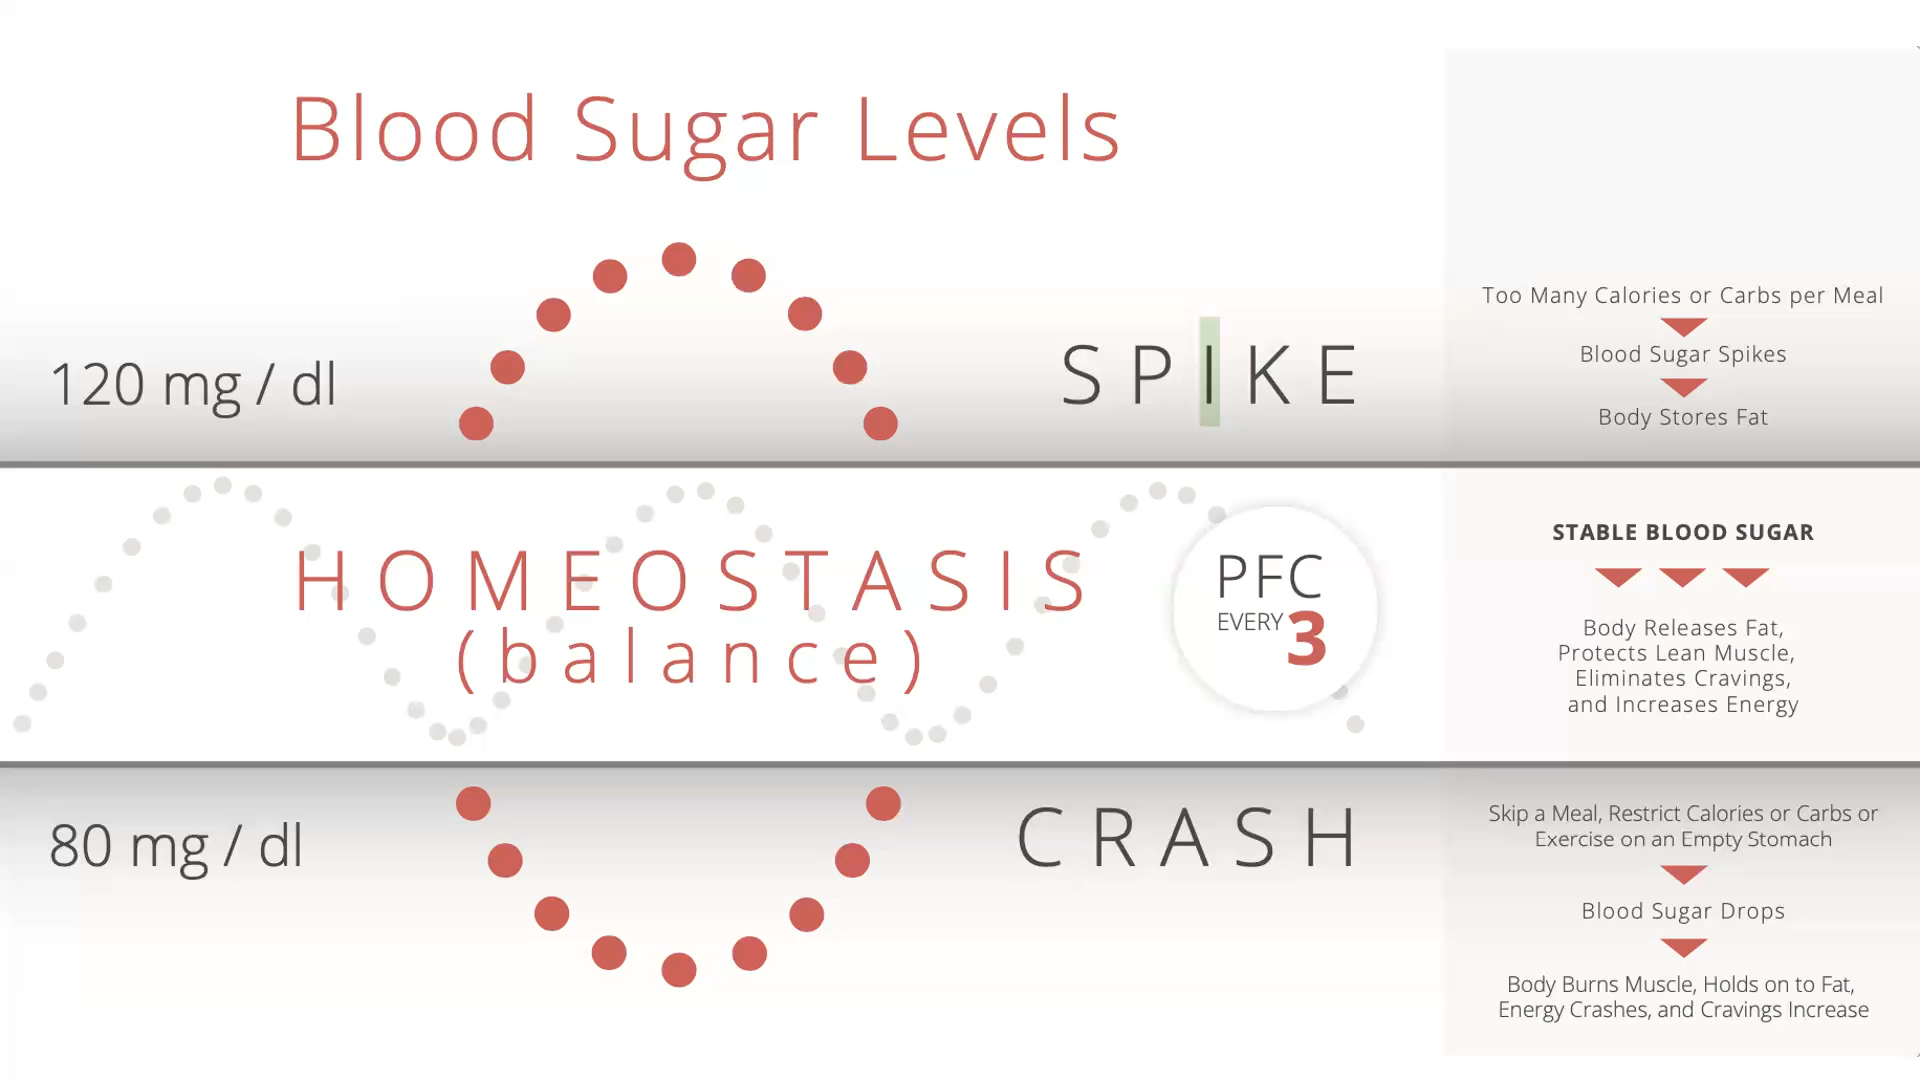 Blood Sugar Levels
120 mg / dl
SPIKE
Too Many Calories or Carbs per Meal
Blood Sugar Spikes
Body Stores Fat
HOMEOSTASIS
(balance)
PFC
EVERY 3
STABLE BLOOD SUGAR
Body Releases Fat,
Protects Lean Muscle,
Eliminates Cravings,
and Increases Energy
80 mg / dl
CRASH
Skip a Meal, Restrict Calories or Carbs or
Exercise on an Empty Stomach
Blood Sugar Drops
Body Burns Muscle, Holds on to Fat,
Energy Crashes, and Cravings Increase